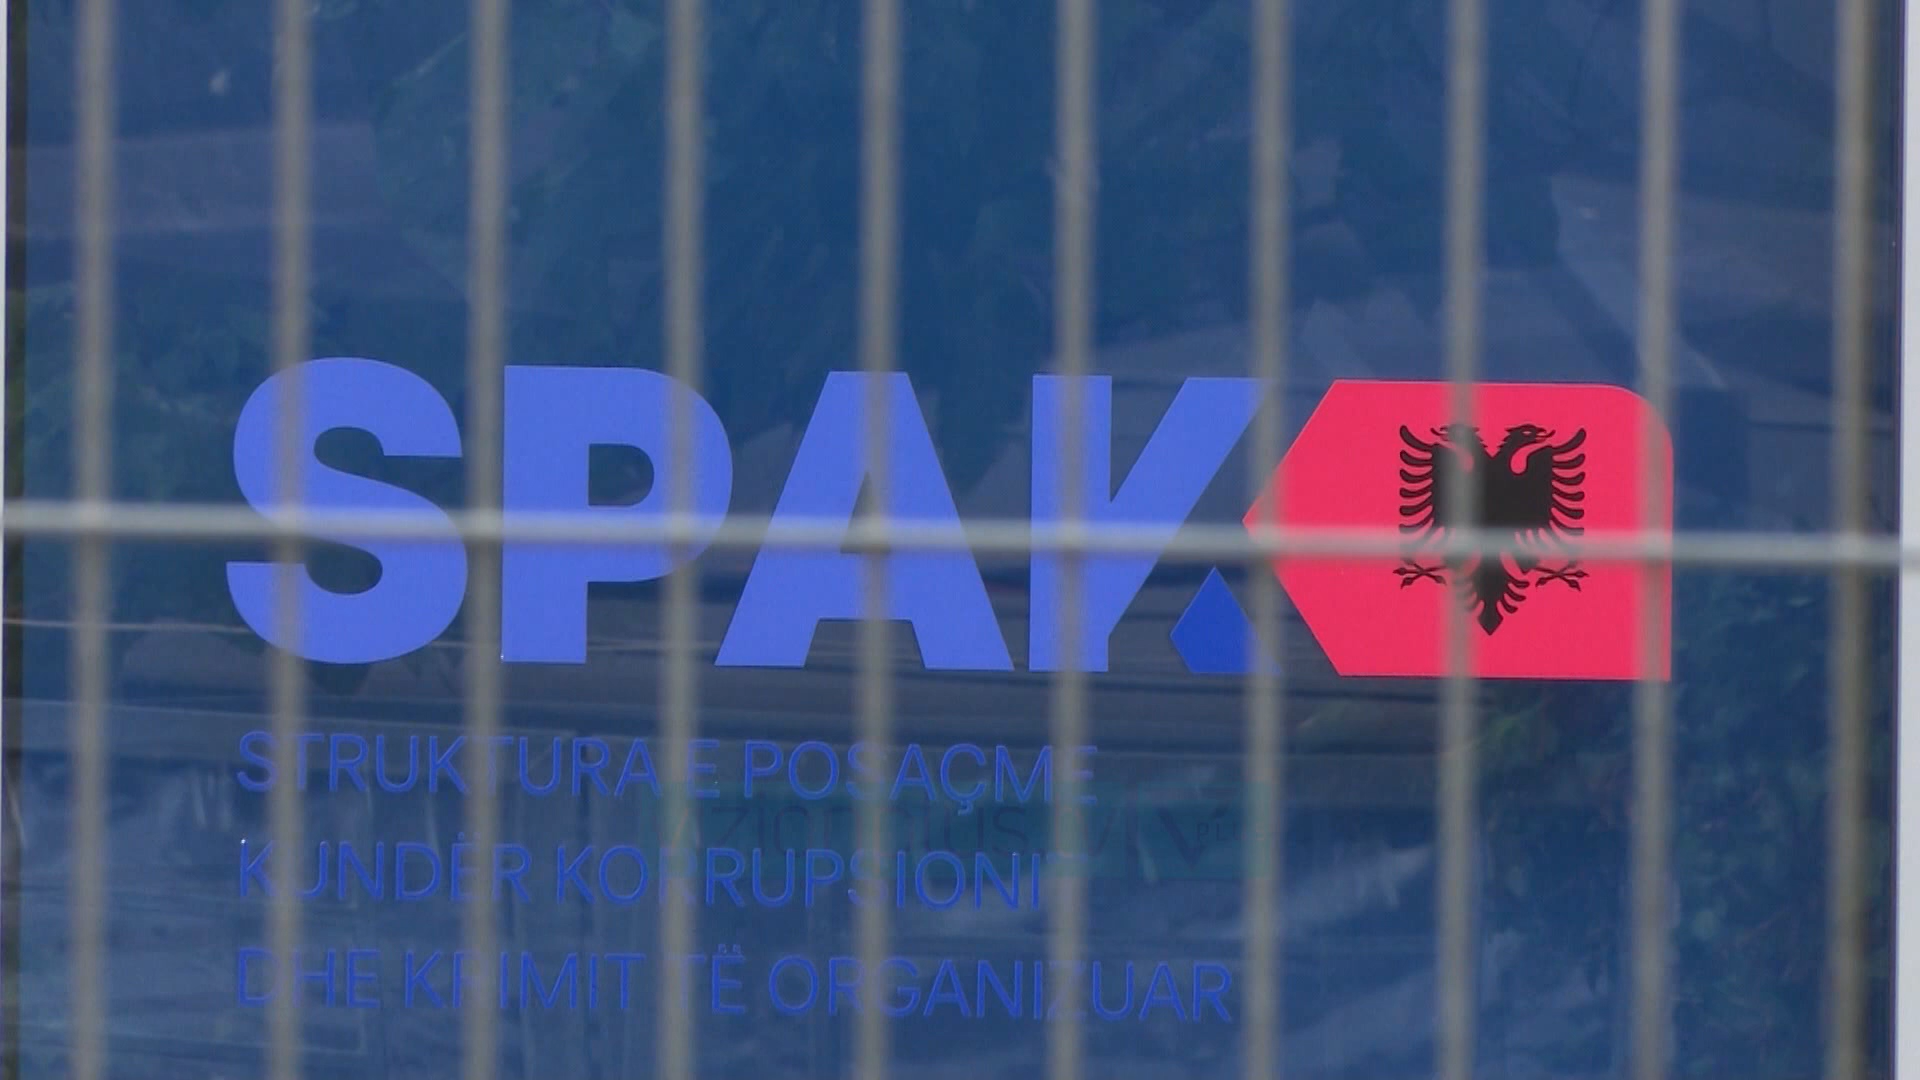 SPAK
STRUKTURA E POSAÇME
KUNDËR KORRUPSIONIT
DHE KRIMIT TË ORGANIZUAR